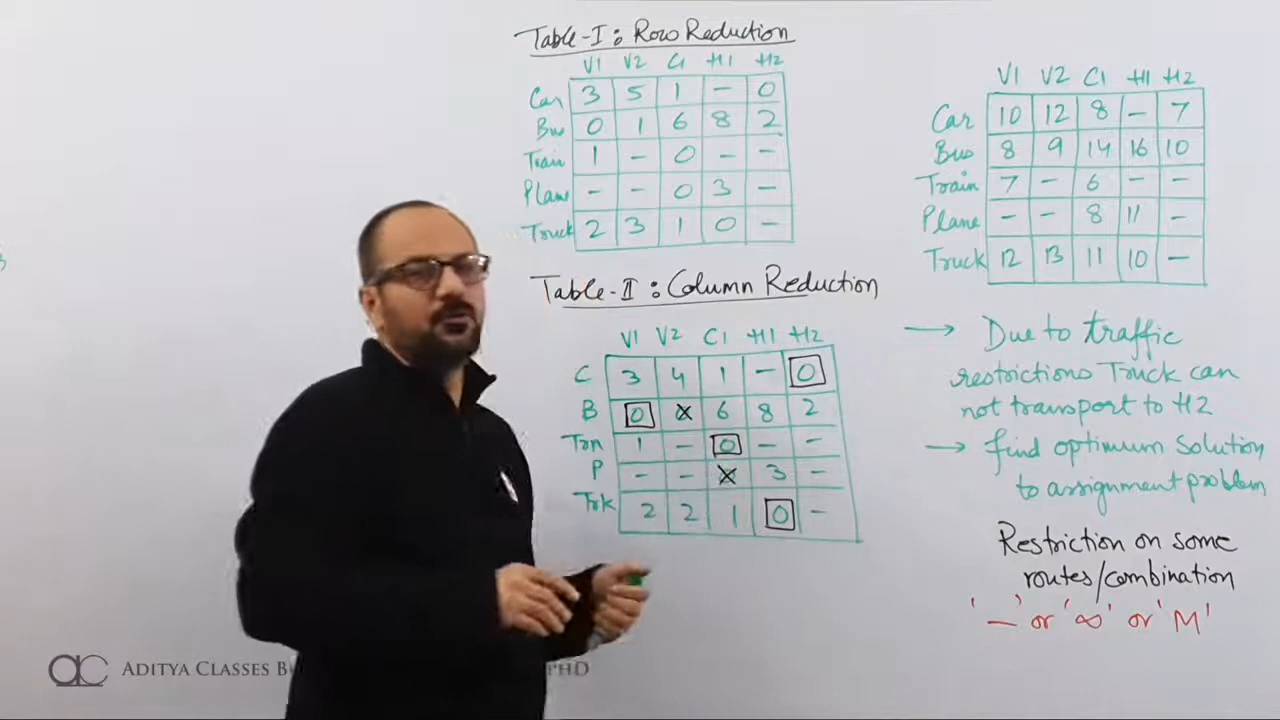 Table-I : Row Reduction
V1 V2 C1 H1 H2
Car 3 5 1 — 0
Bus 0 1 6 8 2
Train 1 — 0 — —
Plane — — 0 3 —
Truck 2 3 1 0 —
Table-II : Column Reduction
V1 V2 C1 H1 H2
C 3 4 1 — 0
B 0 × 6 8 2
Trn 1 — 0 — —
P — — × 3 —
Trk 2 2 1 0 —
V1 V2 C1 H1 H2
Car 10 12 8 — 7
Bus 8 9 14 16 10
Train 7 — 6 — —
Plane — — 8 11 —
Truck 12 13 11 10 —
→ Due to traffic
restrictions Truck can
not transport to H2
→ find optimum solution
to assignment problem
Restriction on some
routes/combination
'—' or '∞' or 'M'
ac ADITYA CLASSES
PHD